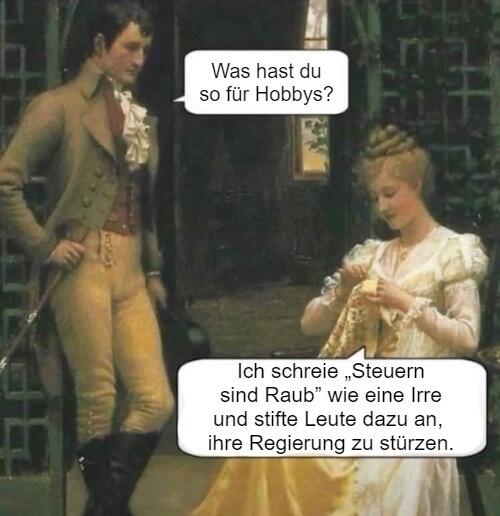 Was hast du
so für Hobbys?
Ich schreie „Steuern
sind Raub” wie eine Irre
und stifte Leute dazu an,
ihre Regierung zu stürzen.